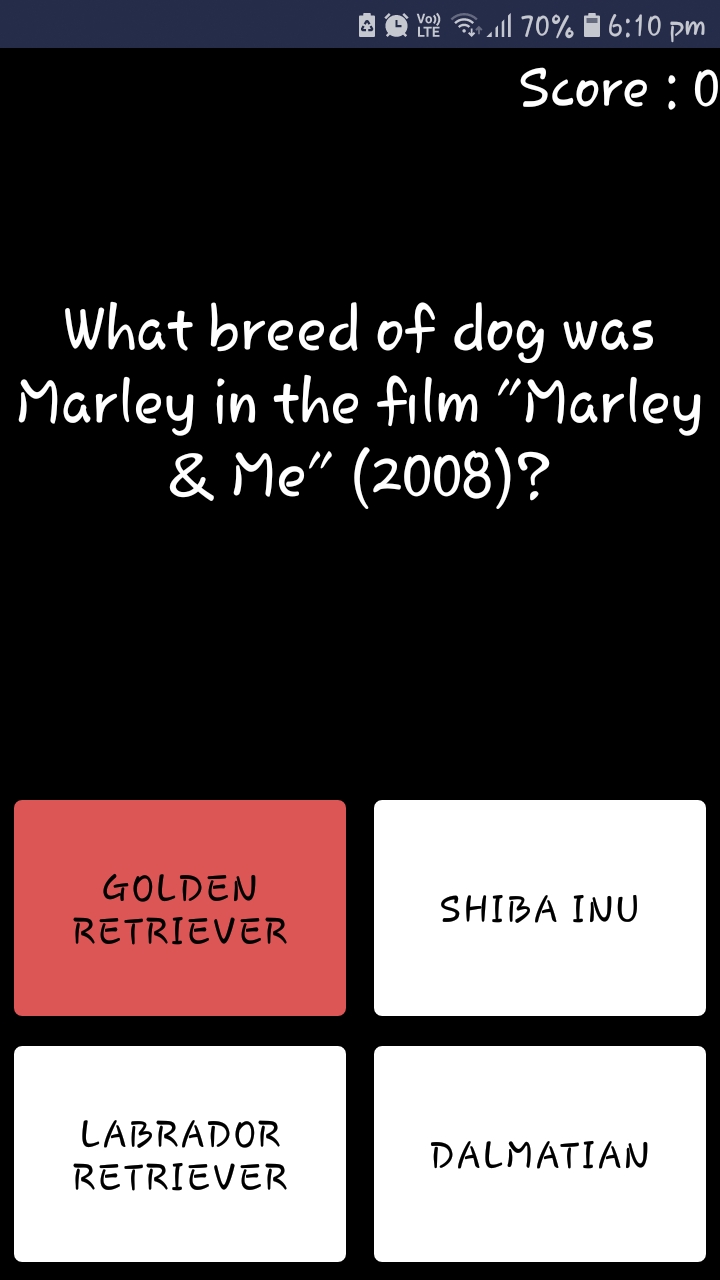 Vo)) LTE 70% 6:10 pm
Score : 0
What breed of dog was
Marley in the film "Marley
& Me" (2008)?
GOLDEN
RETRIEVER
SHIBA INU
LABRADOR
RETRIEVER
DALMATIAN